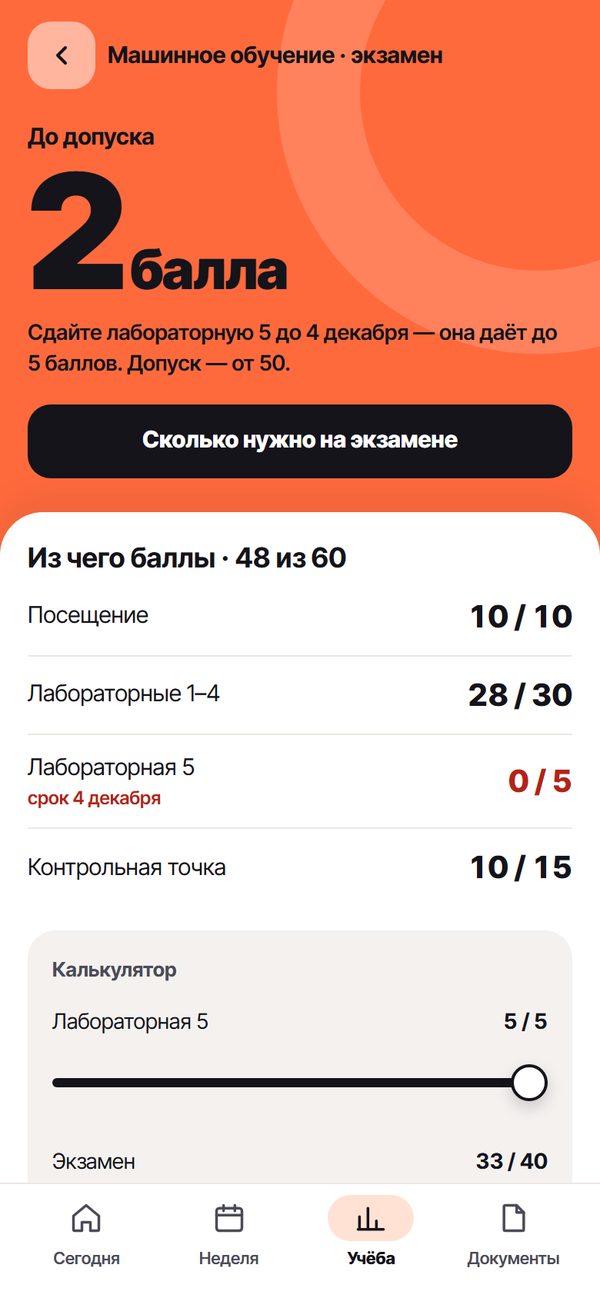 Машинное обучение · экзамен
До допуска
2 балла
Сдайте лабораторную 5 до 4 декабря — она даёт до
5 баллов. Допуск — от 50.
Сколько нужно на экзамене
Из чего баллы · 48 из 60
Посещение 10 / 10
Лабораторные 1–4 28 / 30
Лабораторная 5 0 / 5
срок 4 декабря
Контрольная точка 10 / 15
Калькулятор
Лабораторная 5 5 / 5
Экзамен 33 / 40
Сегодня Неделя Учёба Документы